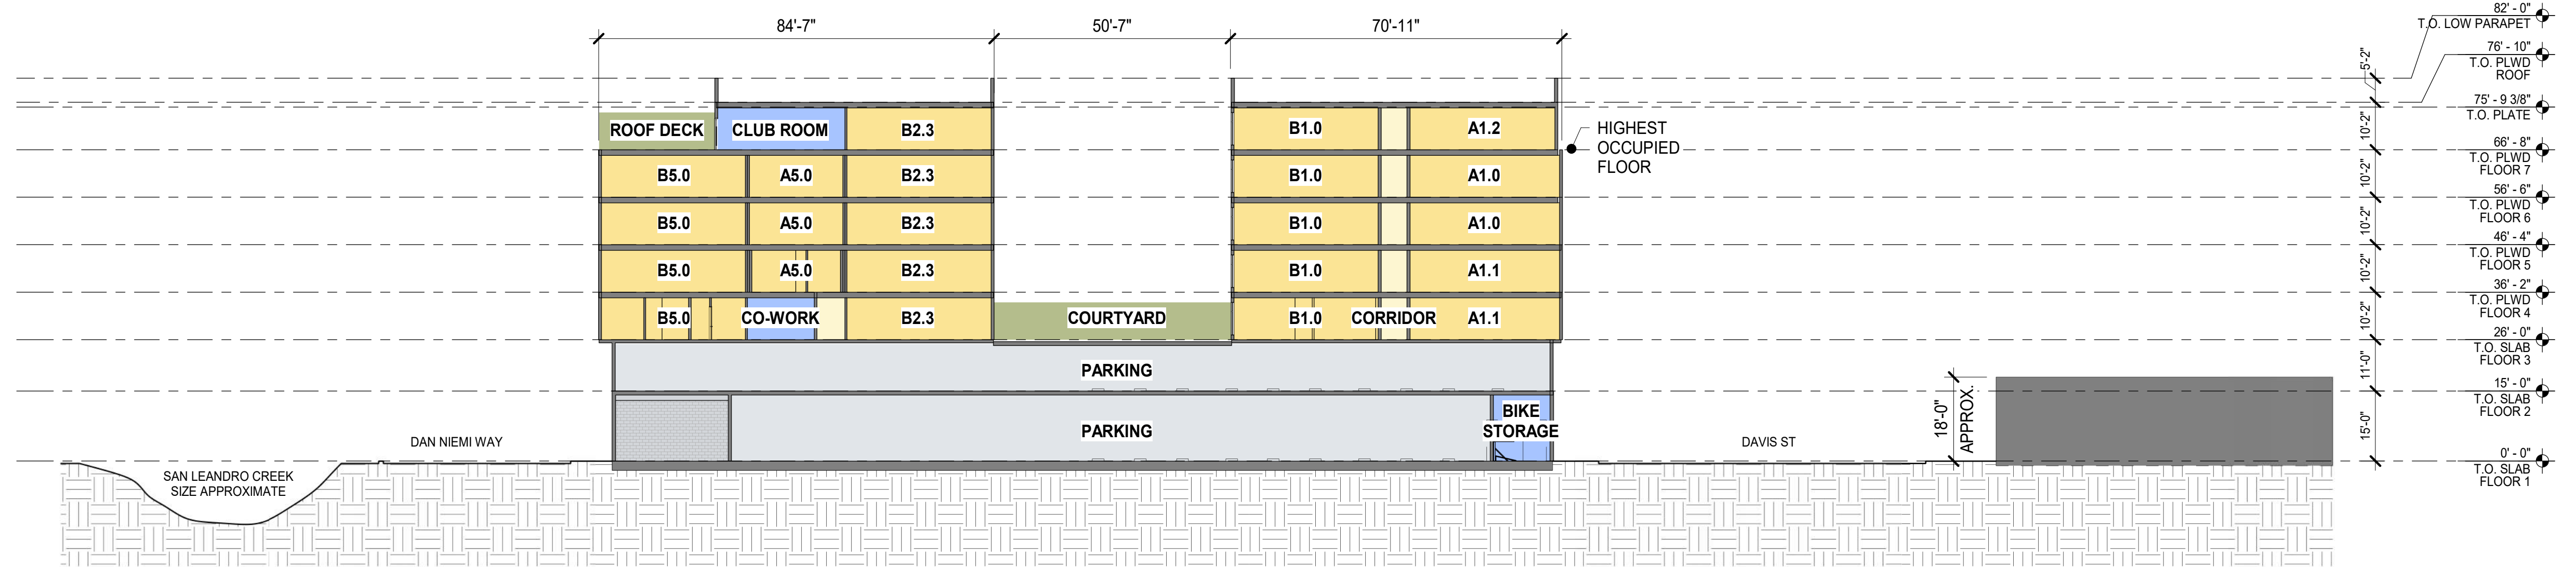 84'-7"
50'-7"
70'-11"
82' - 0"
T.O. LOW PARAPET
76' - 10"
T.O. PLWD
ROOF
75' - 9 3/8"
T.O. PLATE
66' - 8"
T.O. PLWD
FLOOR 7
56' - 6"
T.O. PLWD
FLOOR 6
46' - 4"
T.O. PLWD
FLOOR 5
36' - 2"
T.O. PLWD
FLOOR 4
26' - 0"
T.O. SLAB
FLOOR 3
15' - 0"
T.O. SLAB
FLOOR 2
0' - 0"
T.O. SLAB
FLOOR 1
5'-2"
10'-2"
10'-2"
10'-2"
10'-2"
10'-2"
11'-0"
15'-0"
ROOF DECK
CLUB ROOM
B2.3
B1.0
A1.2
HIGHEST
OCCUPIED
FLOOR
B5.0
A5.0
B2.3
B1.0
A1.0
B5.0
A5.0
B2.3
B1.0
A1.0
B5.0
A5.0
B2.3
B1.0
A1.1
B5.0
CO-WORK
B2.3
COURTYARD
B1.0
CORRIDOR
A1.1
PARKING
PARKING
BIKE
STORAGE
DAN NIEMI WAY
SAN LEANDRO CREEK
SIZE APPROXIMATE
DAVIS ST
18'-0"
APPROX.